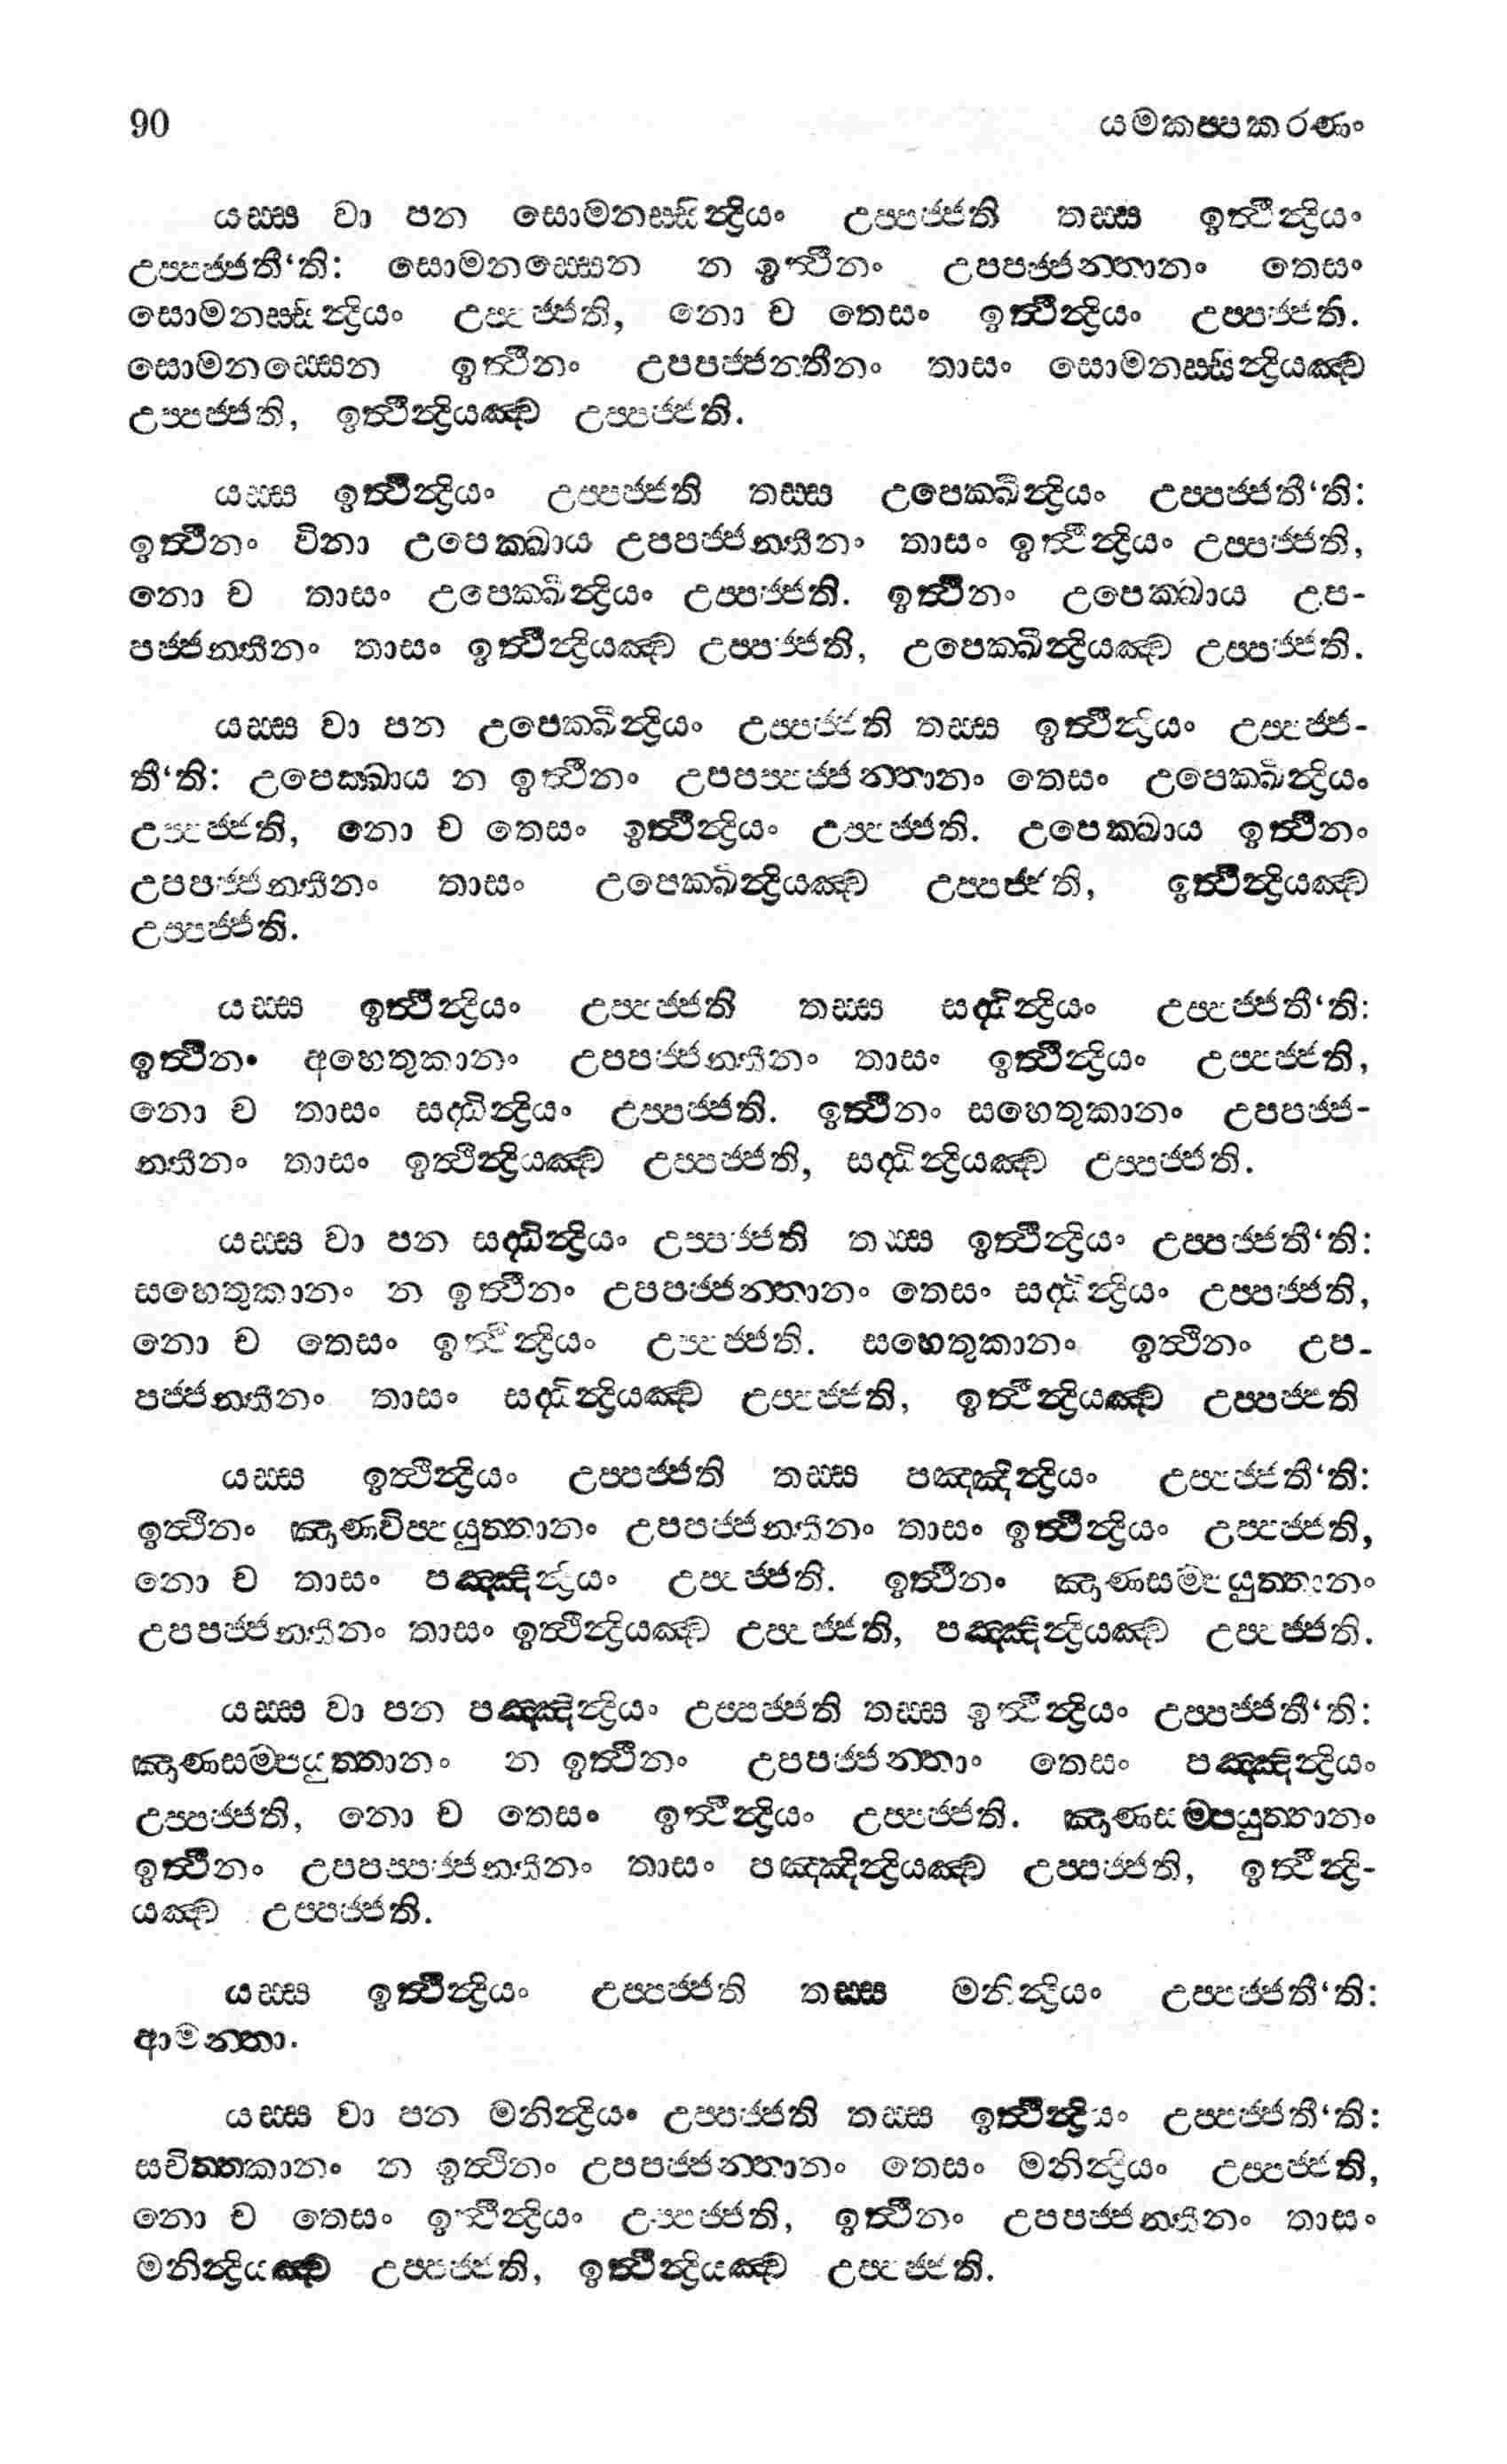 90 යමකප්පකරණං
යස්ස වා පන සොමනස්සින්ද්‍රියං උප්පජ්ජති තස්ස ඉත්ථින්ද්‍රියං
උප්පජ්ජතී‘ති: සොමනස්සෙන න ඉත්ථීනං උපපජ්ජන්තානං තෙසං
සොමනස්සින්ද්‍රියං උප්පජ්ජති, නො ච තෙසං ඉත්ථීන්ද්‍රියං උප්පජ්ජති.
සොමනස්සෙන ඉත්ථීනං උපපජ්ජන්තීනං තාසං සොමනස්සින්ද්‍රියඤ්ච
උප්පජ්ජති, ඉත්ථීන්ද්‍රියඤ්ච උප්පජ්ජති.
යස්ස ඉත්ථීන්ද්‍රියං උප්පජ්ජති තස්ස උපෙක්ඛින්ද්‍රියං උප්පජ්ජතී‘ති:
ඉත්ථීනං විනා උපෙක්ඛාය උපපජ්ජන්තීනං තාසං ඉත්ථීන්ද්‍රියං උප්පජ්ජති,
නො ච තාසං උපෙක්ඛින්ද්‍රියං උප්පජ්ජති. ඉත්ථීනං උපෙක්ඛාය උප-
පජ්ජන්තීනං තාසං ඉත්ථීන්ද්‍රියඤ්ච උප්පජ්ජති, උපෙක්ඛින්ද්‍රියඤ්ච උප්පජ්ජති.
යස්ස වා පන උපෙක්ඛින්ද්‍රියං උප්පජ්ජති තස්ස ඉත්ථීන්ද්‍රියං උප්පජ්ජ-
තී‘ති: උපෙක්ඛාය න ඉත්ථීනං උපපප්පජ්ජන්තානං තෙසං උපෙක්ඛින්ද්‍රියං
උප්පජ්ජති, නො ච තෙසං ඉත්ථීන්ද්‍රියං උප්පජ්ජති. උපෙක්ඛාය ඉත්ථීනං
උපපජ්ජන්තීනං තාසං උපෙක්ඛින්ද්‍රියඤ්ච උප්පජ්ජති, ඉත්ථීන්ද්‍රියඤ්ච
උප්පජ්ජති.
යස්ස ඉත්ථීන්ද්‍රියං උප්පජ්ජති තස්ස සද්ධින්ද්‍රියං උප්පජ්ජතී‘ති:
ඉත්ථීනං අහෙතුකානං උපපජ්ජන්තීනං තාසං ඉත්ථීන්ද්‍රියං උප්පජ්ජති,
නො ච තාසං සද්ධින්ද්‍රියං උප්පජ්ජති. ඉත්ථීනං සහෙතුකානං උපපජ්ජ-
න්තීනං තාසං ඉත්ථීන්ද්‍රියඤ්ච උප්පජ්ජති, සද්ධින්ද්‍රියඤ්ච උප්පජ්ජති.
යස්ස වා පන සද්ධින්ද්‍රියං උප්පජ්ජති තස්ස ඉත්ථීන්ද්‍රියං උප්පජ්ජතී‘ති:
සහෙතුකානං න ඉත්ථීනං උපපජ්ජන්තානං තෙසං සද්ධින්ද්‍රියං උප්පජ්ජති,
නො ච තෙසං ඉත්ථීන්ද්‍රියං උප්පජ්ජති. සහෙතුකානං ඉත්ථීනං උප-
පජ්ජන්තීනං තාසං සද්ධින්ද්‍රියඤ්ච උප්පජ්ජති, ඉත්ථීන්ද්‍රියඤ්ච උප්පජ්ජති
යස්ස ඉත්ථින්ද්‍රියං උප්පජ්ජති තස්ස පඤ්ඤින්ද්‍රියං උප්පජ්ජතී‘ති:
ඉත්ථිනං ඤාණවිප්පයුත්තානං උපපජ්ජන්තීනං තාසං ඉත්ථීන්ද්‍රියං උප්පජ්ජති,
නො ච තාසං පඤ්ඤින්ද්‍රියං උප්පජ්ජති. ඉත්ථීනං ඤාණසම්පයුත්තානං
උපපජ්ජන්තීනං තාසං ඉත්ථීන්ද්‍රියඤ්ච උප්පජ්ජති, පඤ්ඤින්ද්‍රියඤ්ච උප්පජ්ජති.
යස්ස වා පන පඤ්ඤින්ද්‍රියං උප්පජ්ජති තස්ස ඉත්ථීන්ද්‍රියං උප්පජ්ජතී‘ති:
ඤාණසම්පයුත්තානං න ඉත්ථීනං උපපජ්ජන්තාං තෙසං පඤ්ඤින්ද්‍රියං
උප්පජ්ජති, නො ච තෙසං ඉත්ථීන්ද්‍රියං උප්පජ්ජති. ඤාණසම්පයුත්තානං
ඉත්ථීනං උපපප්පජ්ජන්තීනං තාසං පඤ්ඤින්ද්‍රියඤ්ච උප්පජ්ජති, ඉත්ථීන්ද්‍රි-
යඤ්ච උප්පජ්ජති.
යස්ස ඉත්ථීන්ද්‍රියං උප්පජ්ජති තස්ස මනින්ද්‍රියං උප්පජ්ජතී‘ති:
ආමන්තා.
යස්ස වා පන මනින්ද්‍රියං උප්පජ්ජති තස්ස ඉත්ථීන්ද්‍රියං උප්පජ්ජතී‘ති:
සචිත්තකානං න ඉත්ථිනං උපපජ්ජන්තානං තෙසං මනින්ද්‍රියං උප්පජ්ජති,
නො ච තෙසං ඉත්ථීන්ද්‍රියං උප්පජ්ජති, ඉත්ථීනං උපපජ්ජන්තීනං තාසං
මනින්ද්‍රියඤ්ච උප්පජ්ජති, ඉත්ථීන්ද්‍රියඤ්ච උප්පජ්ජති.